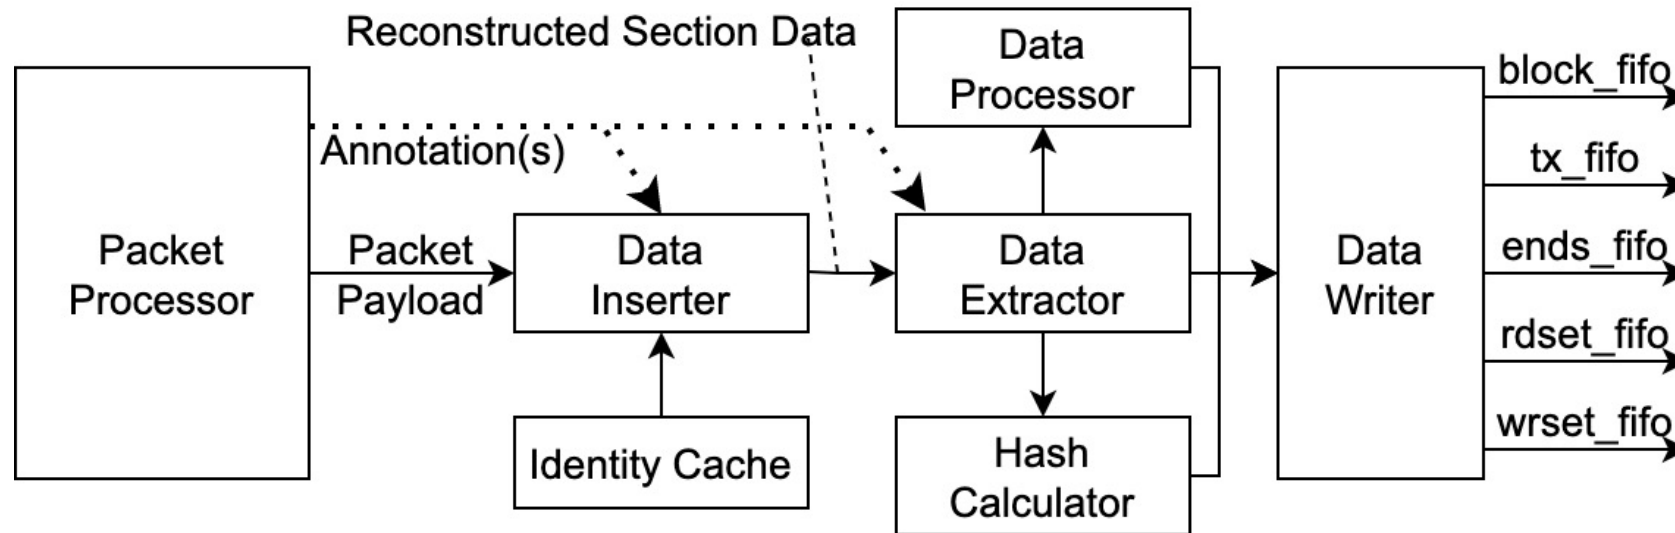 Reconstructed Section Data
Annotation(s)
Packet
Processor
Packet
Payload
Data
Inserter
Identity Cache
Data
Processor
Data
Extractor
Hash
Calculator
Data
Writer
block_fifo
tx_fifo
ends_fifo
rdset_fifo
wrset_fifo